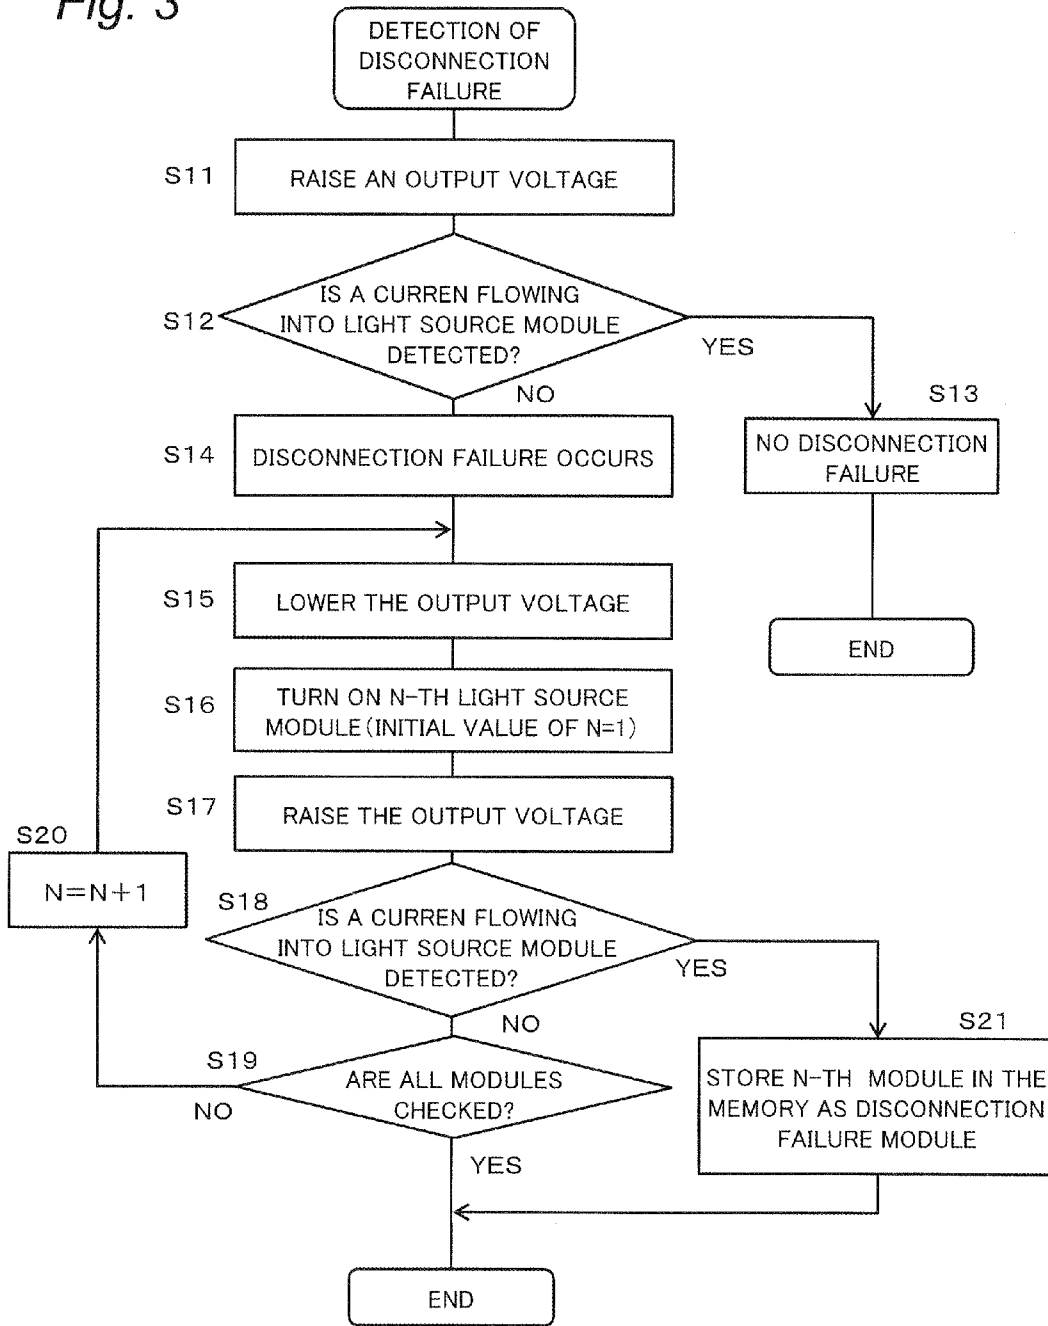 Fig. 3
DETECTION OF
DISCONNECTION
FAILURE
S11
RAISE AN OUTPUT VOLTAGE
S12
IS A CURREN FLOWING
INTO LIGHT SOURCE MODULE
DETECTED?
YES
NO
S13
NO DISCONNECTION
FAILURE
END
S14
DISCONNECTION FAILURE OCCURS
S15
LOWER THE OUTPUT VOLTAGE
S16
TURN ON N-TH LIGHT SOURCE
MODULE(INITIAL VALUE OF N=1)
S17
RAISE THE OUTPUT VOLTAGE
S20
N=N+1
S18
IS A CURREN FLOWING
INTO LIGHT SOURCE MODULE
DETECTED?
YES
NO
S21
STORE N-TH MODULE IN THE
MEMORY AS DISCONNECTION
FAILURE MODULE
S19
ARE ALL MODULES
CHECKED?
NO
YES
END